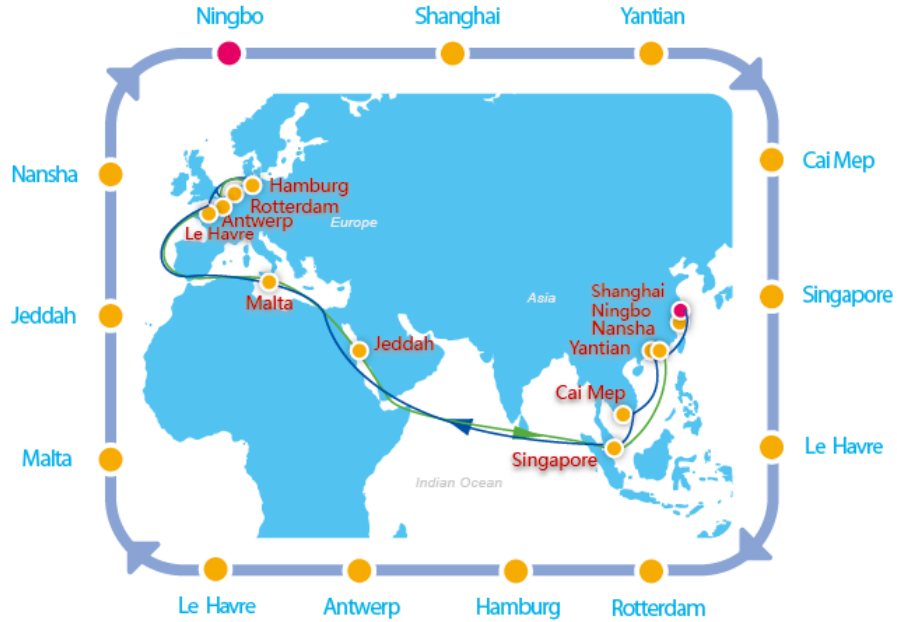 Ningbo
Shanghai
Yantian
Nansha
Cai Mep
Hamburg
Rotterdam
Antwerp
Le Havre
Europe
Asia
Shanghai
Ningbo
Nansha
Singapore
Malta
Jeddah
Jeddah
Yantian
Cai Mep
Malta
Singapore
Le Havre
Indian Ocean
Le Havre
Antwerp
Hamburg
Rotterdam